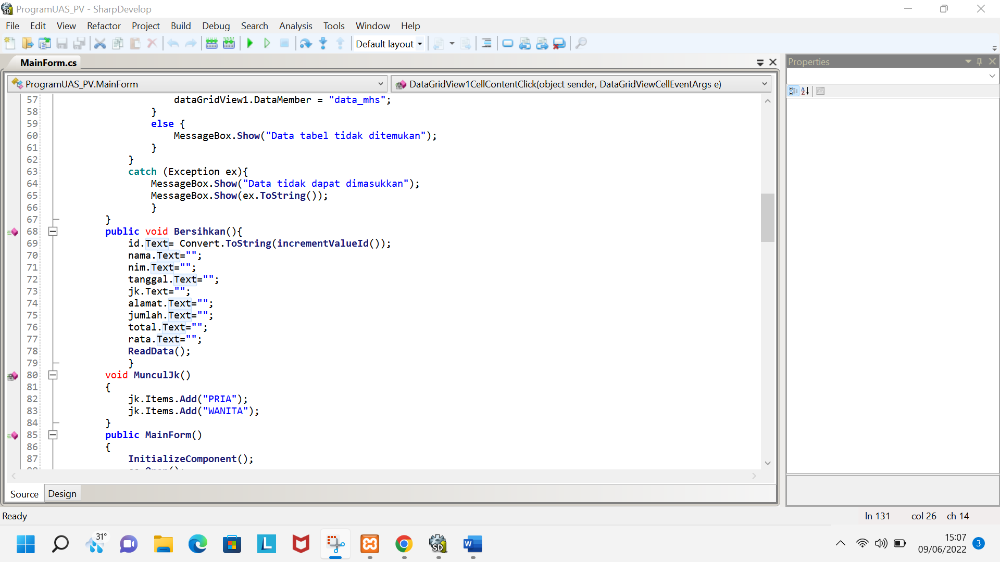 ProgramUAS_PV - SharpDevelop
File Edit View Refactor Project Build Debug Search Analysis Tools Window Help
Default layout
MainForm.cs
Properties
ProgramUAS_PV.MainForm
DataGridView1CellContentClick(object sender, DataGridViewCellEventArgs e)
57 dataGridView1.DataMember = "data_mhs";
58 }
59 else {
60 MessageBox.Show("Data tabel tidak ditemukan");
61 }
62 }
63 catch (Exception ex){
64 MessageBox.Show("Data tidak dapat dimasukkan");
65 MessageBox.Show(ex.ToString());
66 }
67 }
68 public void Bersihkan(){
69 id.Text= Convert.ToString(incrementValueId());
70 nama.Text="";
71 nim.Text="";
72 tanggal.Text="";
73 jk.Text="";
74 alamat.Text="";
75 jumlah.Text="";
76 total.Text="";
77 rata.Text="";
78 ReadData();
79 }
80 void MunculJk()
81 {
82 jk.Items.Add("PRIA");
83 jk.Items.Add("WANITA");
84 }
85 public MainForm()
86 {
87 InitializeComponent();
Source Design
Ready
ln 131 col 26 ch 14
31°
15:07
09/06/2022
3